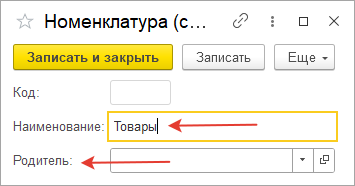 Номенклатура (с...
Записать и закрыть Записать Еще
Код:
Наименование: Товары
Родитель: